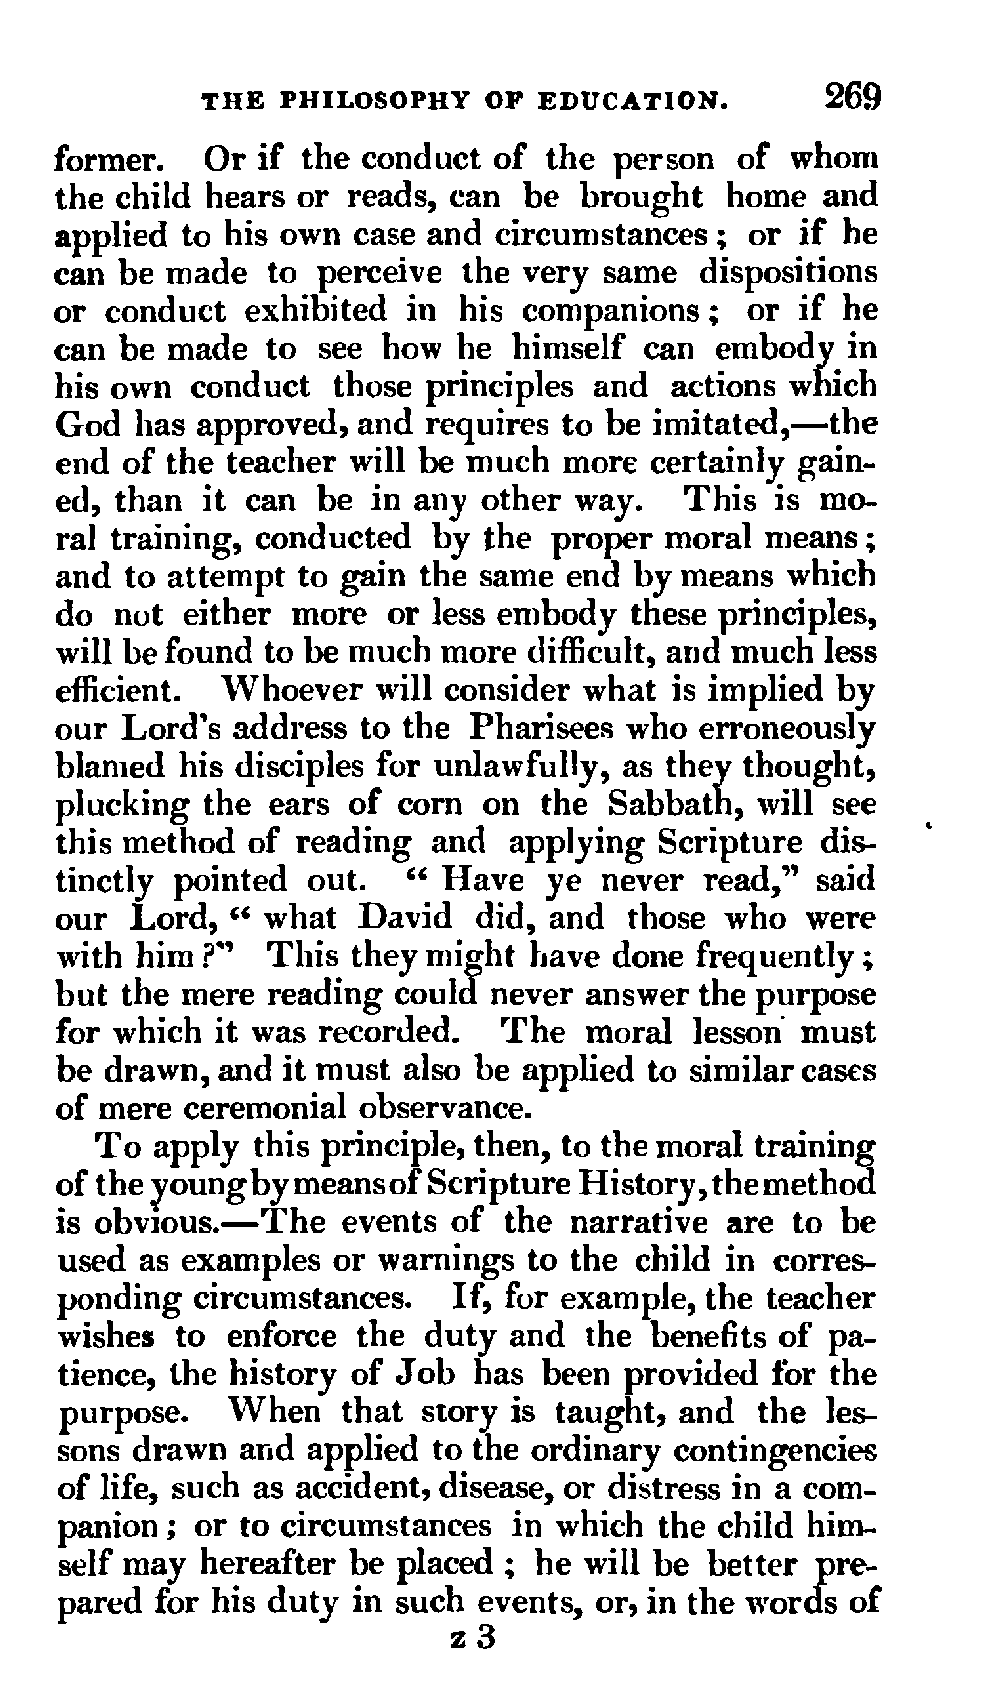 THE PHILOSOPHY OF EDUCATION. 269
former. Or if the conduct of the person of whom
the child hears or reads, can be brought home and
applied to his own case and circumstances; or if he
can be made to perceive the very same dispositions
or conduct exhibited in his companions; or if he
can be made to see how he himself can embody in
his own conduct those principles and actions which
God has approved, and requires to be imitated,—the
end of the teacher will be much more certainly gain-
ed, than it can be in any other way. This is mo-
ral training, conducted by the proper moral means;
and to attempt to gain the same end by means which
do not either more or less embody these principles,
will be found to be much more difficult, and much less
efficient. Whoever will consider what is implied by
our Lord's address to the Pharisees who erroneously
blamed his disciples for unlawfully, as they thought,
plucking the ears of corn on the Sabbath, will see
this method of reading and applying Scripture dis-
tinctly pointed out. “ Have ye never read,” said
our Lord, “ what David did, and those who were
with him ?” This they might have done frequently;
but the mere reading could never answer the purpose
for which it was recorded. The moral lesson must
be drawn, and it must also be applied to similar cases
of mere ceremonial observance.
To apply this principle, then, to the moral training
of the young by means of Scripture History, the method
is obvious.—The events of the narrative are to be
used as examples or warnings to the child in corres-
ponding circumstances. If, for example, the teacher
wishes to enforce the duty and the benefits of pa-
tience, the history of Job has been provided for the
purpose. When that story is taught, and the les-
sons drawn and applied to the ordinary contingencies
of life, such as accident, disease, or distress in a com-
panion; or to circumstances in which the child him-
self may hereafter be placed ; he will be better pre-
pared for his duty in such events, or, in the words of
z 3